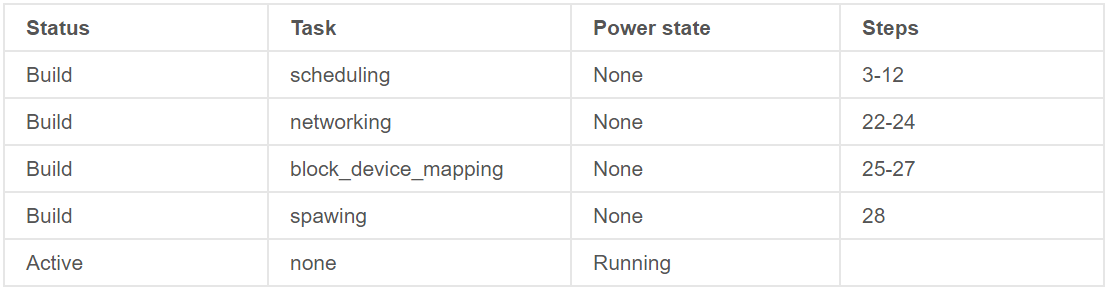 Status Task Power state Steps
Build scheduling None 3-12
Build networking None 22-24
Build block_device_mapping None 25-27
Build spawing None 28
Active none Running